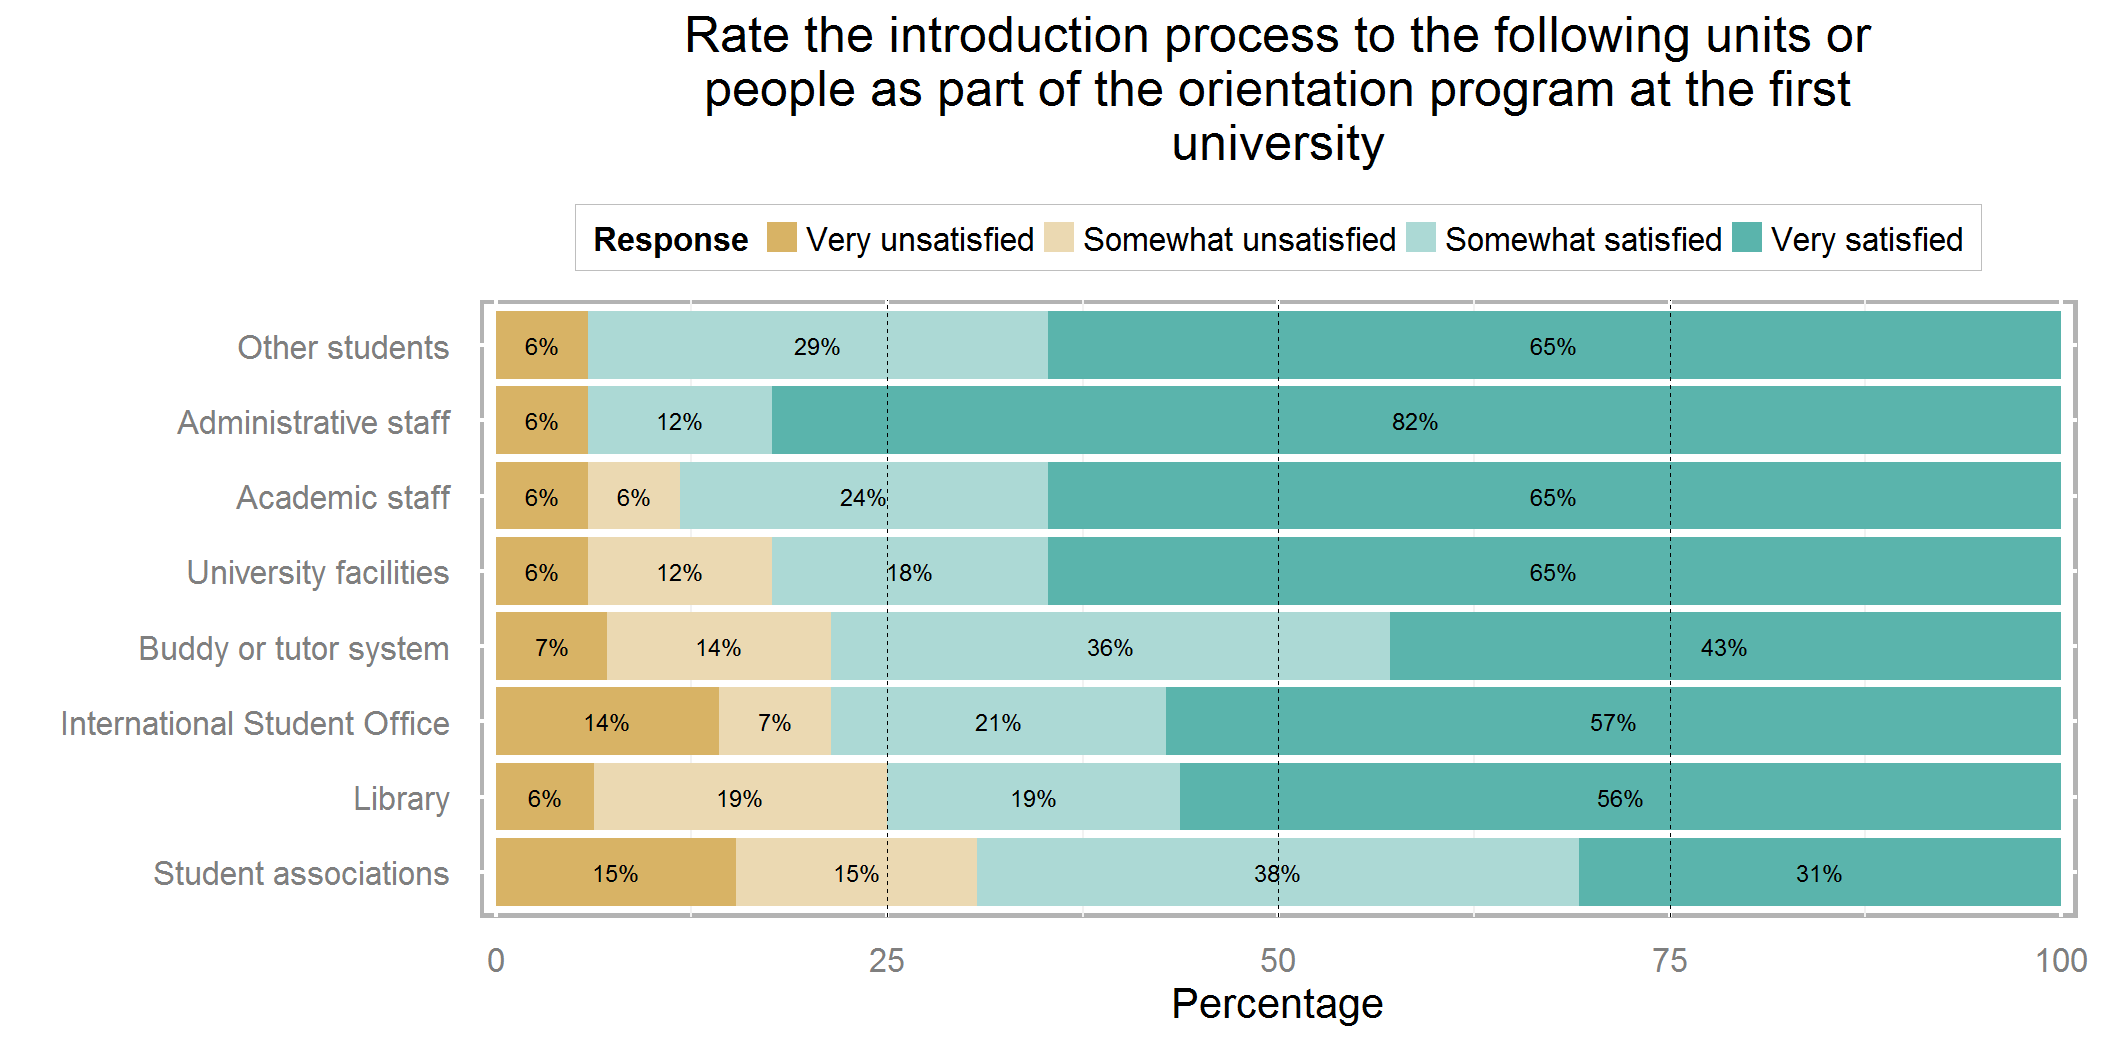 Rate the introduction process to the following units or
people as part of the orientation program at the first
university
Response Very unsatisfied Somewhat unsatisfied Somewhat satisfied Very satisfied
Other students 6% 29% 65%
Administrative staff 6% 12% 82%
Academic staff 6% 6% 24% 65%
University facilities 6% 12% 18% 65%
Buddy or tutor system 7% 14% 36% 43%
International Student Office 14% 7% 21% 57%
Library 6% 19% 19% 56%
Student associations 15% 15% 38% 31%
0 25 50 75 100
Percentage